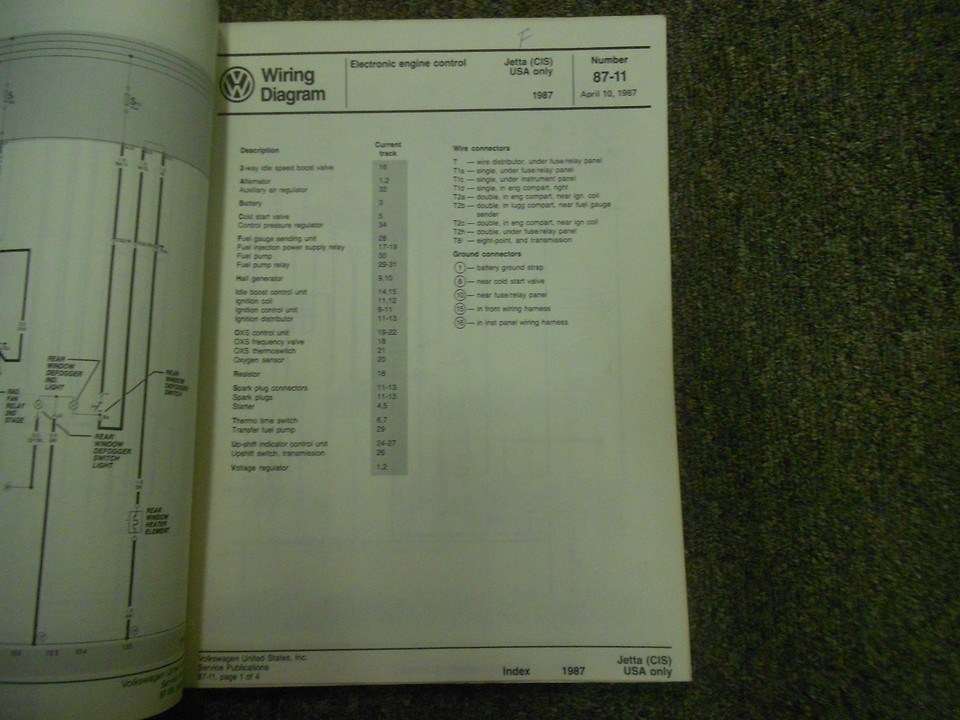 REAR
WINDOW
DEFOGGER
IND.
LIGHT
REAR
WINDOW
DEFOGGER
SWITCH
RAD.
FAN
RELAY
2ND
STAGE
REAR
WINDOW
DEFOGGER
SWITCH
LIGHT
REAR
WINDOW
HEATER
ELEMENT
F
Wiring
Diagram
Electronic engine control
Jetta (CIS)
USA only
1987
Number
87-11
April 10, 1987
Description Current
track
2-way idle speed boost valve 16
Alternator 1,2
Auxiliary air regulator 32
Battery 3
Cold start valve 5
Control pressure regulator 34
Fuel gauge sending unit 28
Fuel injection power supply relay 17-19
Fuel pump 30
Fuel pump relay 29-31
Hall generator 9,10
Idle boost control unit 14,15
Ignition coil 11,12
Ignition control unit 8-11
Ignition distributor 11-13
OXS control unit 19-22
OXS frequency valve 18
OXS thermoswitch 21
Oxygen sensor 20
Resistor 18
Spark plug connectors 11-13
Spark plugs 11-13
Starter 4,5
Thermo time switch 6,7
Transfer fuel pump 29
Up-shift indicator control unit 24-27
Upshift switch, transmission 26
Voltage regulator 1,2
Wire connectors
T — wire distributor, under fuse/relay panel
T1a — single, under fuse/relay panel
T1c — single, under instrument panel
T1d — single, in eng compart, right
T2a — double, in eng compart, near ign. coil
T2b — double, in lugg compart, near fuel gauge
sender
T2c — double, in eng compart, near ign coil
T2h — double, under fuse/relay panel
T8/ — eight-point, and transmission
Ground connectors
1 — battery ground strap
8 — near cold start valve
10 — near fuse/relay panel
15 — in front wiring harness
16 — in inst panel wiring harness
Volkswagen United States, Inc.
Service Publications
87-11, page 1 of 4
Index 1987
Jetta (CIS)
USA only